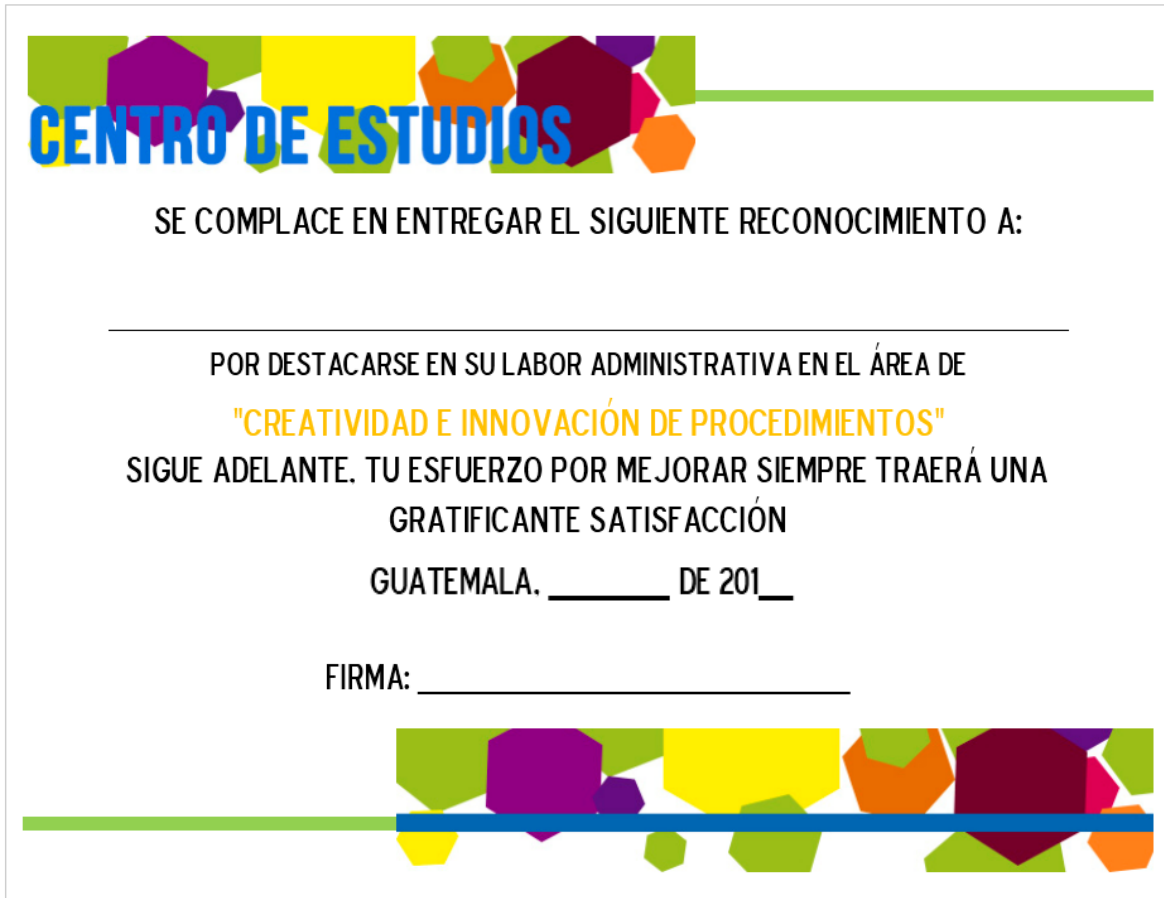 CENTRO DE ESTUDIOS
SE COMPLACE EN ENTREGAR EL SIGUIENTE RECONOCIMIENTO A:
POR DESTACARSE EN SU LABOR ADMINISTRATIVA EN EL ÁREA DE
"CREATIVIDAD E INNOVACIÓN DE PROCEDIMIENTOS"
SIGUE ADELANTE. TU ESFUERZO POR MEJORAR SIEMPRE TRAERÁ UNA
GRATIFICANTE SATISFACCIÓN
GUATEMALA. ________ DE 201__
FIRMA: ____________________________